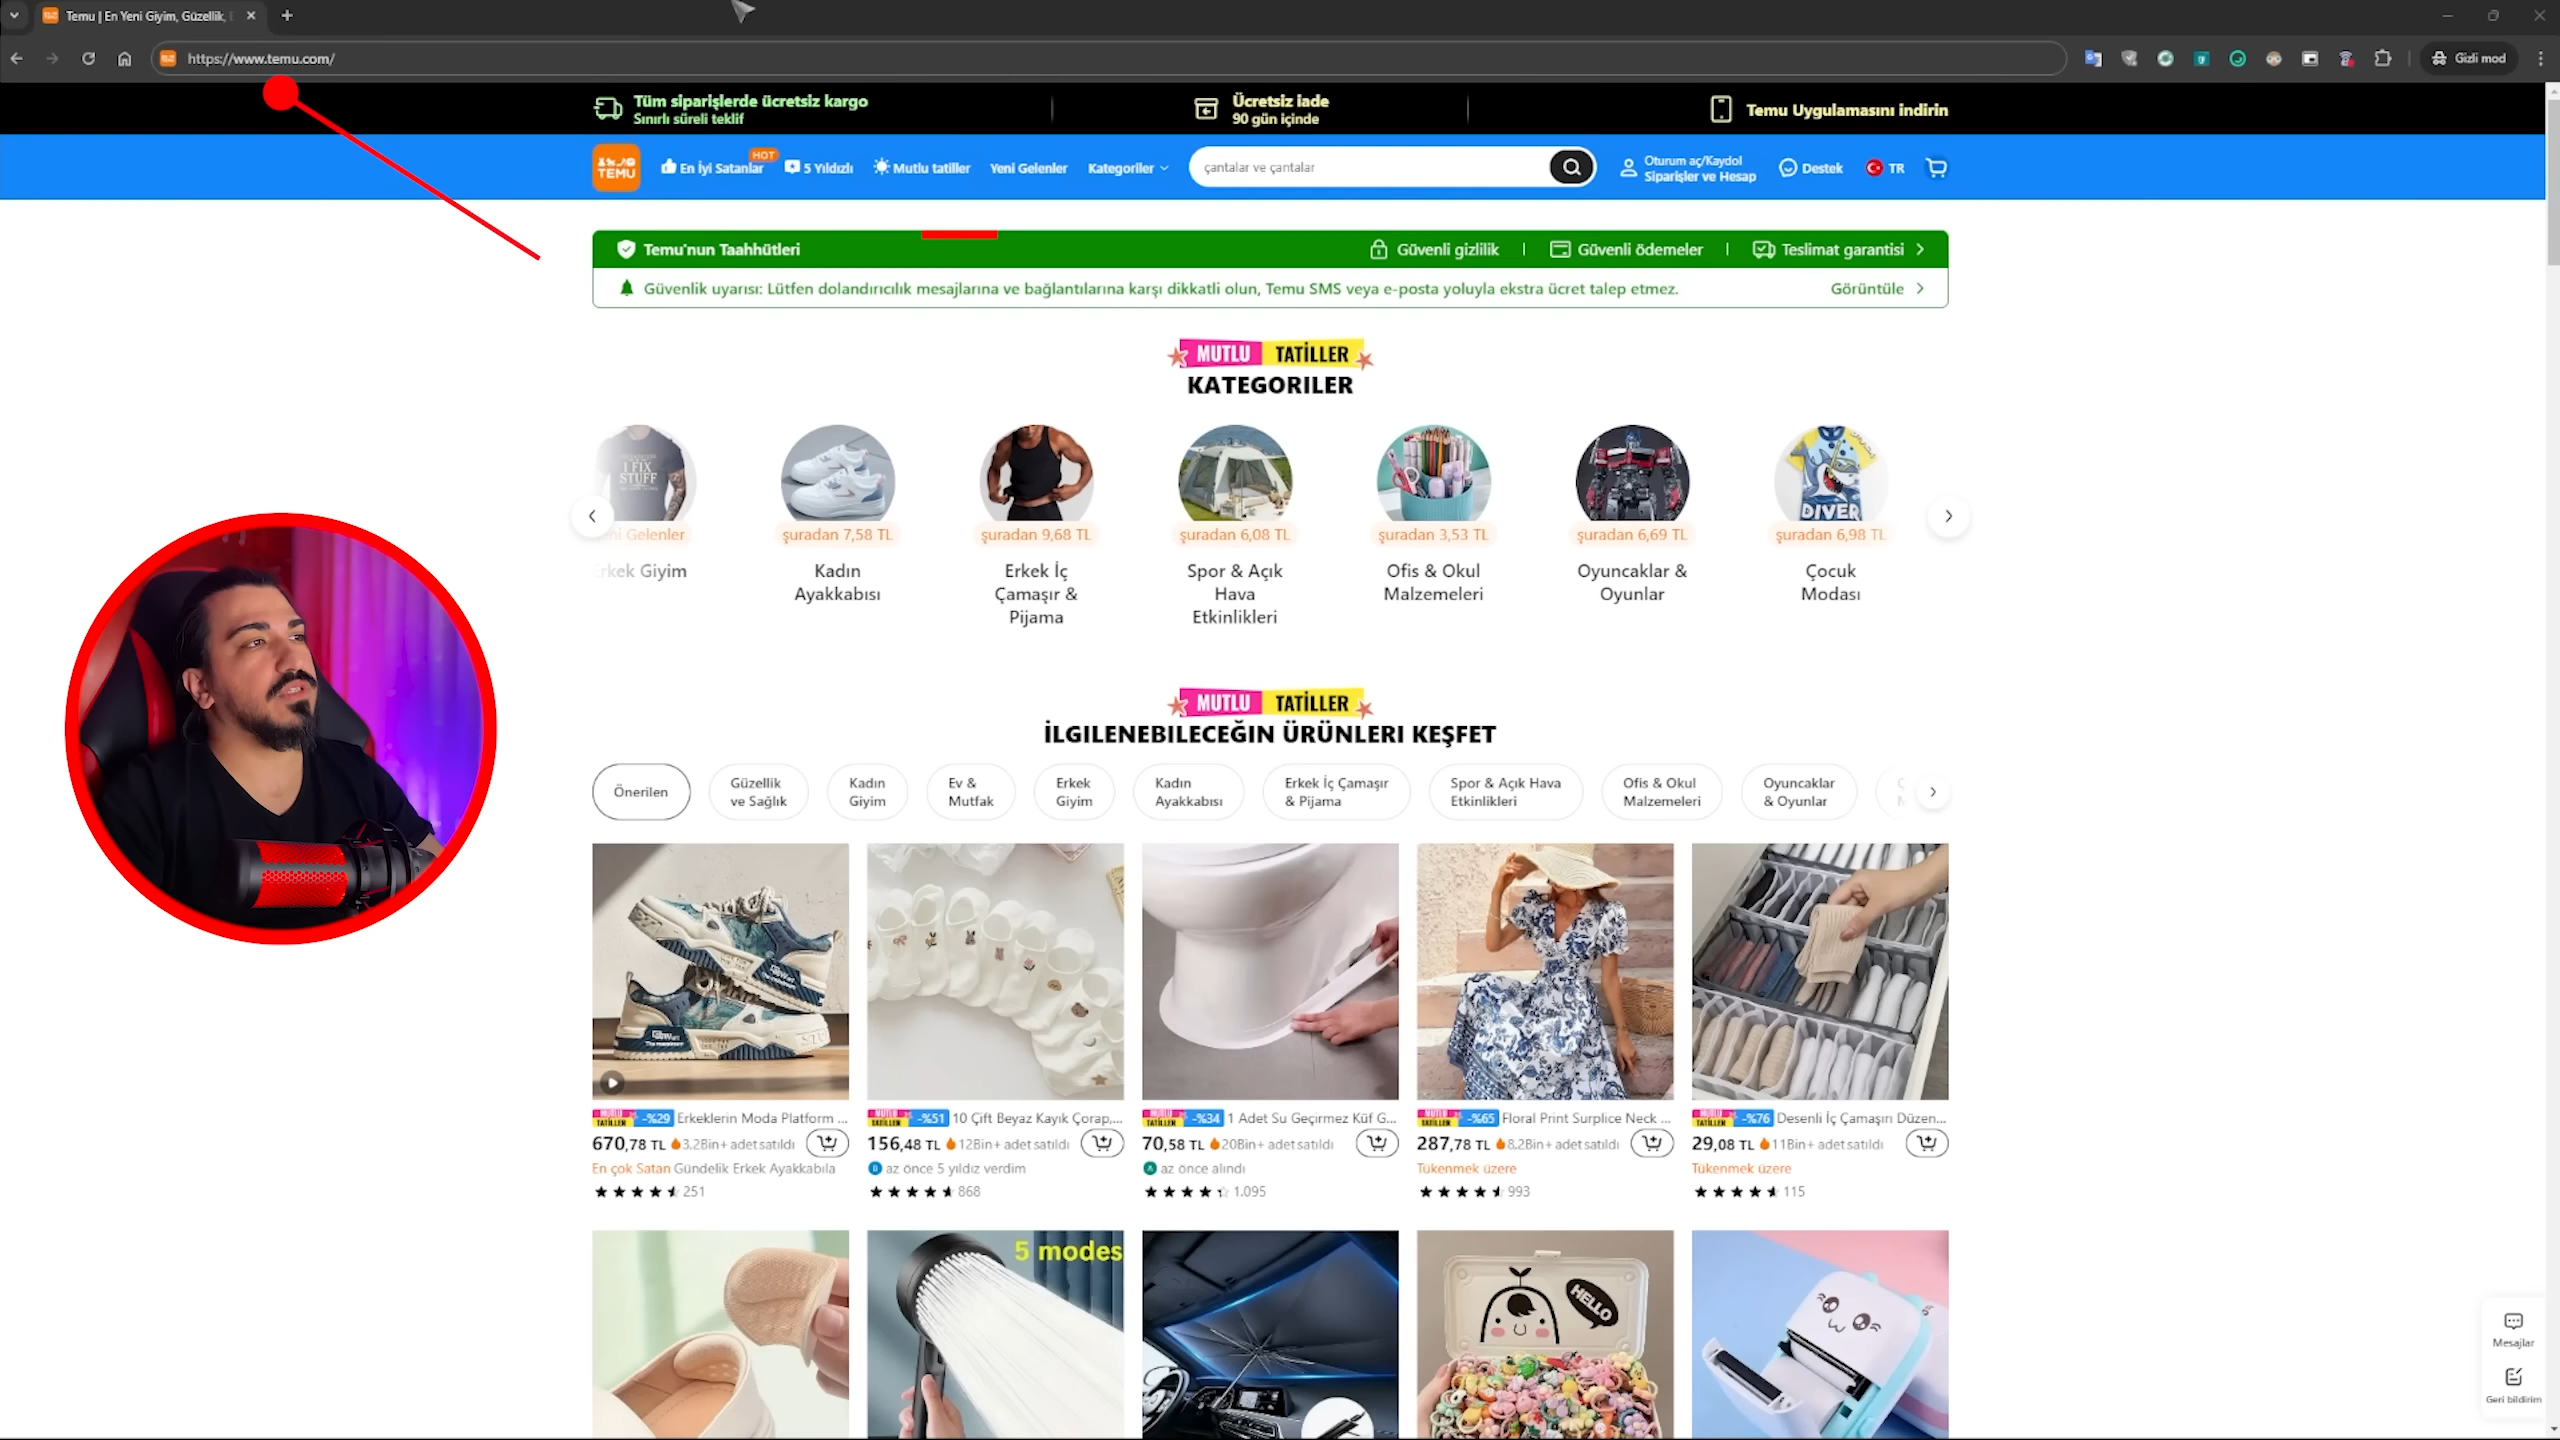 Temu | En Yeni Giyim, Güzellik, E
https://www.temu.com/
Gizli mod
Tüm siparişlerde ücretsiz kargo
Sınırlı süreli teklif
Ücretsiz iade
90 gün içinde
Temu Uygulamasını indirin
TEMU
En İyi Satanlar
HOT
5 Yıldızlı
Mutlu tatiller
Yeni Gelenler
Kategoriler
çantalar ve çantalar
Oturum aç/Kaydol
Siparişler ve Hesap
Destek
TR
Temu'nun Taahhütleri
Güvenli gizlilik
Güvenli ödemeler
Teslimat garantisi
Güvenlik uyarısı: Lütfen dolandırıcılık mesajlarına ve bağlantılarına karşı dikkatli olun, Temu SMS veya e-posta yoluyla ekstra ücret talep etmez.
Görüntüle
MUTLU TATİLLER
KATEGORILER
I FIX
STUFF
DIVER
Gelenler
şuradan 7,58 TL
şuradan 9,68 TL
şuradan 6,08 TL
şuradan 3,53 TL
şuradan 6,69 TL
şuradan 6,98 TL
Erkek Giyim
Kadın
Ayakkabısı
Erkek İç
Çamaşır &
Pijama
Spor & Açık
Hava
Etkinlikleri
Ofis & Okul
Malzemeleri
Oyuncaklar &
Oyunlar
Çocuk
Modası
MUTLU TATİLLER
İLGILENEBILECEĞIN ÜRÜNLERI KEŞFET
Önerilen
Güzellik
ve Sağlık
Kadın
Giyim
Ev &
Mutfak
Erkek
Giyim
Kadın
Ayakkabısı
Erkek İç Çamaşır
& Pijama
Spor & Açık Hava
Etkinlikleri
Ofis & Okul
Malzemeleri
Oyuncaklar
& Oyunlar
MUTLU TATİLLER -%29 Erkeklerin Moda Platform ...
670,78 TL 3.2Bin+ adet satıldı
En çok Satan Gündelik Erkek Ayakkabıla
251
MUTLU TATİLLER -%51 10 Çift Beyaz Kayık Çorap,...
156,48 TL 12Bin+ adet satıldı
az önce 5 yıldız verdim
868
MUTLU TATİLLER -%34 1 Adet Su Geçirmez Küf G...
70,58 TL 20Bin+ adet satıldı
az önce alındı
1.095
MUTLU TATİLLER -%65 Floral Print Surplice Neck ...
287,78 TL 8,2Bin+ adet satıldı
Tükenmek üzere
993
MUTLU TATİLLER -%76 Desenli İç Çamaşırı Düzen...
29,08 TL 11Bin+ adet satıldı
Tükenmek üzere
115
5 modes
HELLO
Mesajlar
Geri bildirim